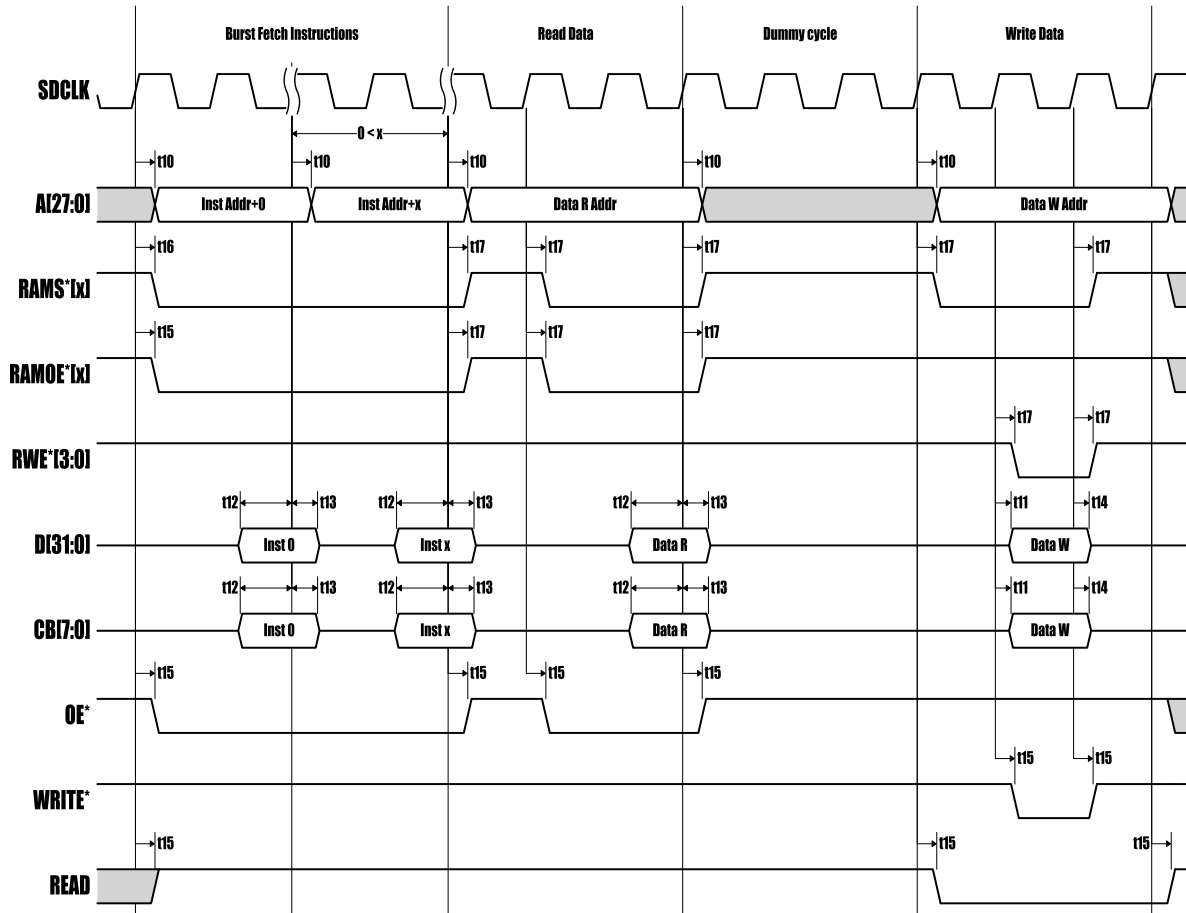 Burst Fetch Instructions Read Data Dummy cycle Write Data
SDCLK
0 < x
t10 t10 t10 t10 t10
A[27:0] Inst Addr+0 Inst Addr+x Data R Addr Data W Addr
t16 t17 t17 t17 t17 t17
RAMS*[x]
t15 t17 t17 t17
RAMOE*[x]
t17 t17
RWE*[3:0]
t12 t13 t12 t13 t12 t13 t11 t14
D[31:0] Inst 0 Inst x Data R Data W
t12 t13 t12 t13 t12 t13 t11 t14
CB[7:0] Inst 0 Inst x Data R Data W
t15 t15 t15 t15
OE*
t15 t15
WRITE*
t15 t15 t15
READ